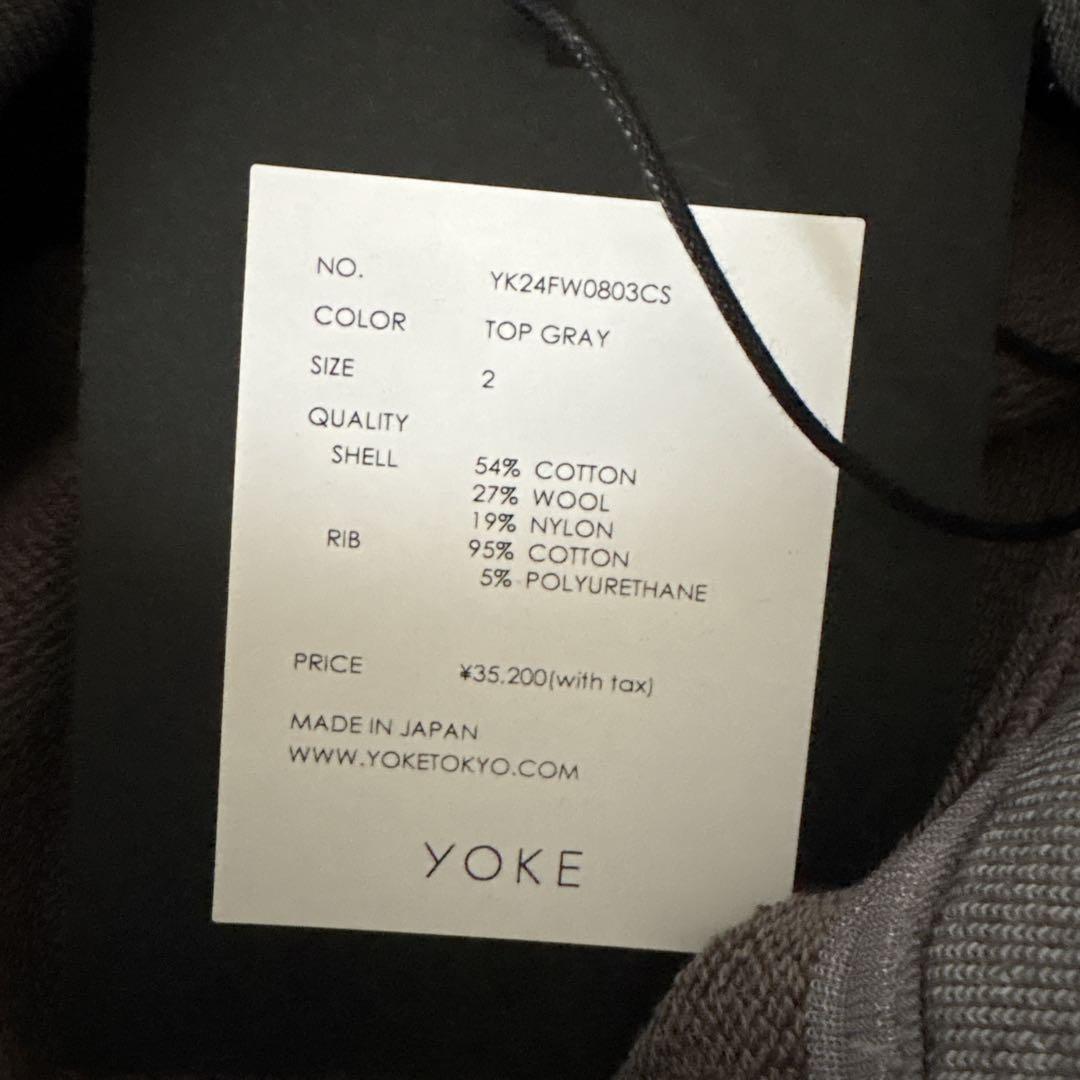 NO. YK24FW0803CS
COLOR TOP GRAY
SIZE 2
QUALITY
SHELL 54% COTTON
27% WOOL
19% NYLON
RIB 95% COTTON
5% POLYURETHANE
PRICE ¥35.200(with tax)
MADE IN JAPAN
WWW.YOKETOKYO.COM
YOKE